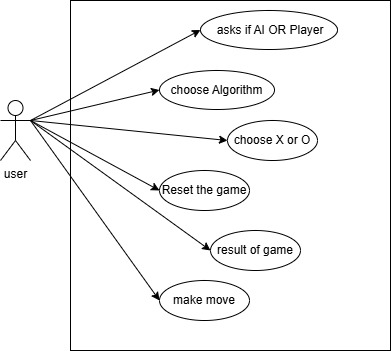 asks if AI OR Player
choose Algorithm
choose X or O
user
Reset the game
result of game
make move